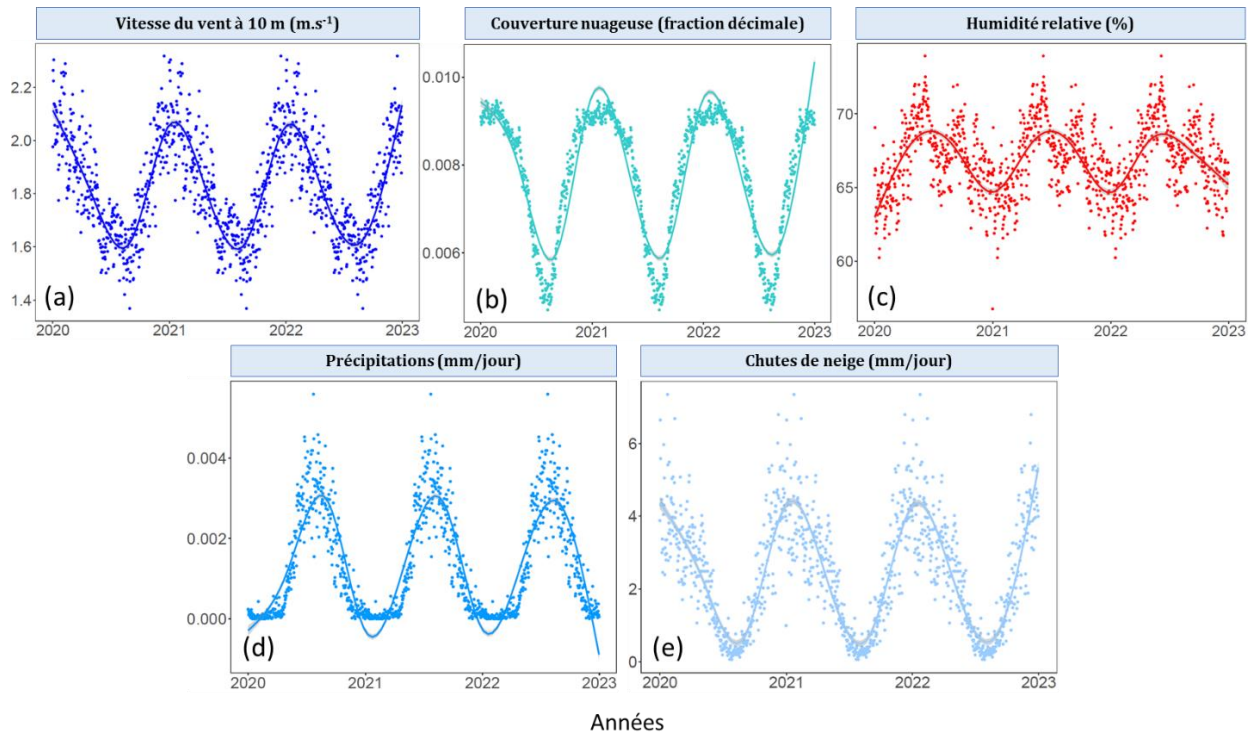 Vitesse du vent à 10 m (m.s⁻¹)
Couverture nuageuse (fraction décimale)
Humidité relative (%)
2.2
2.0
1.8
1.6
1.4
(a)
2020 2021 2022 2023
0.010
0.008
0.006
(b)
2020 2021 2022 2023
70
65
60
(c)
2020 2021 2022 2023
Précipitations (mm/jour)
Chutes de neige (mm/jour)
0.004
0.002
0.000
(d)
2020 2021 2022 2023
6
4
2
0
(e)
2020 2021 2022 2023
Années